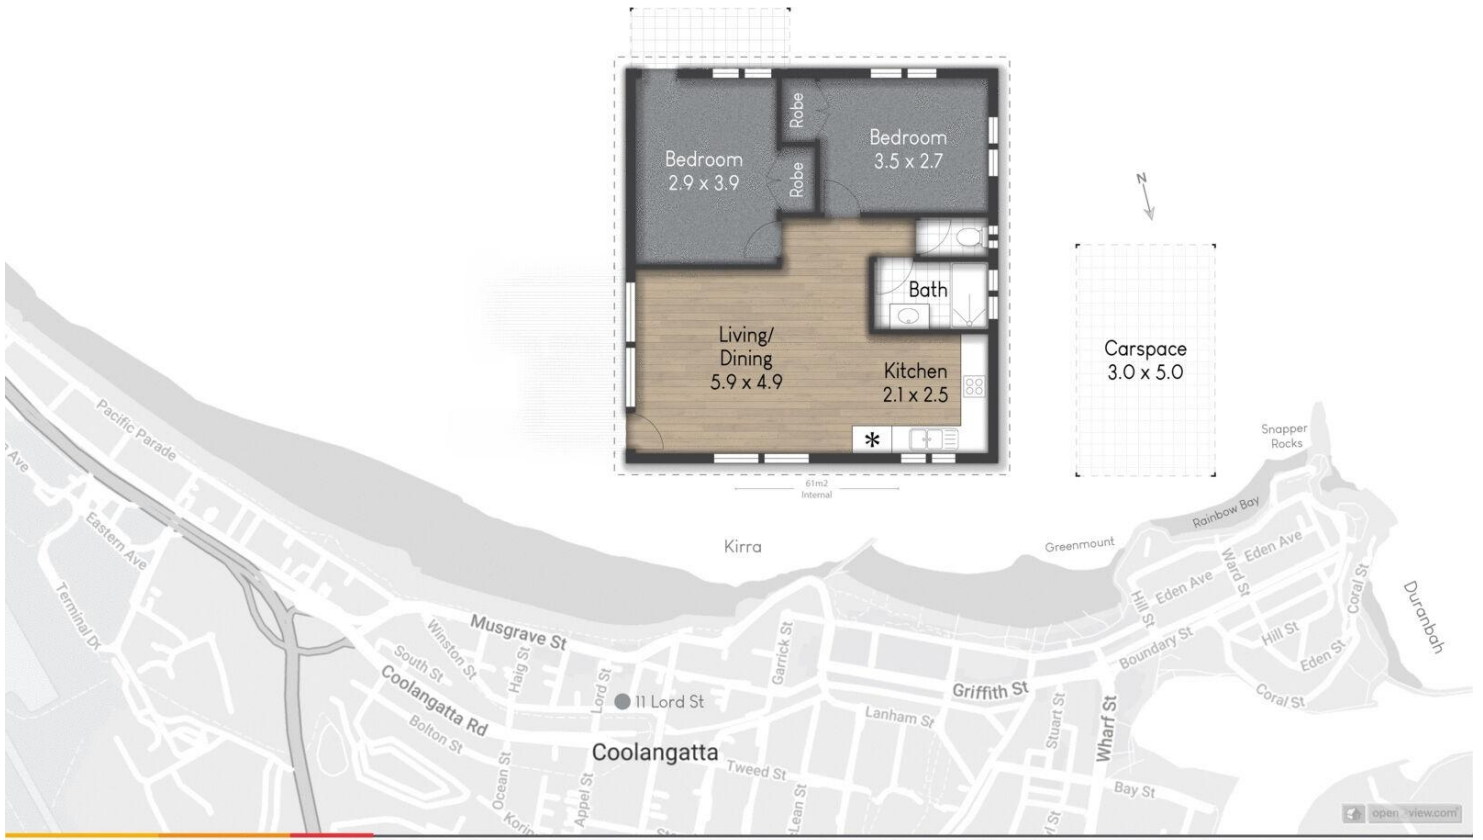 Robe
Bedroom
3.5 x 2.7
Bedroom
2.9 x 3.9
Robe
N
Bath
Living/
Dining
5.9 x 4.9
Kitchen
2.1 x 2.5
*
Carspace
3.0 x 5.0
61m2
Internal
Snapper
Rocks
Pacific Parade
Ave
Eastern Ave
Terminal Dr
Kirra
Greenmount
Rainbow Bay
Eden Ave
Eden Ave
Ward St
Hill St
Hill St
Coral St
Duranbah
Boundary St
Eden St
Coral St
Musgrave St
Winston St
South St
Haig St
Lord St
11 Lord St
Garrick St
Griffith St
Lanham St
Stuart St
Wharf St
Coolangatta Rd
Bolton St
Coolangatta
Ocean St
Appel St
Tweed St
Lean St
Bay St
open2view.com